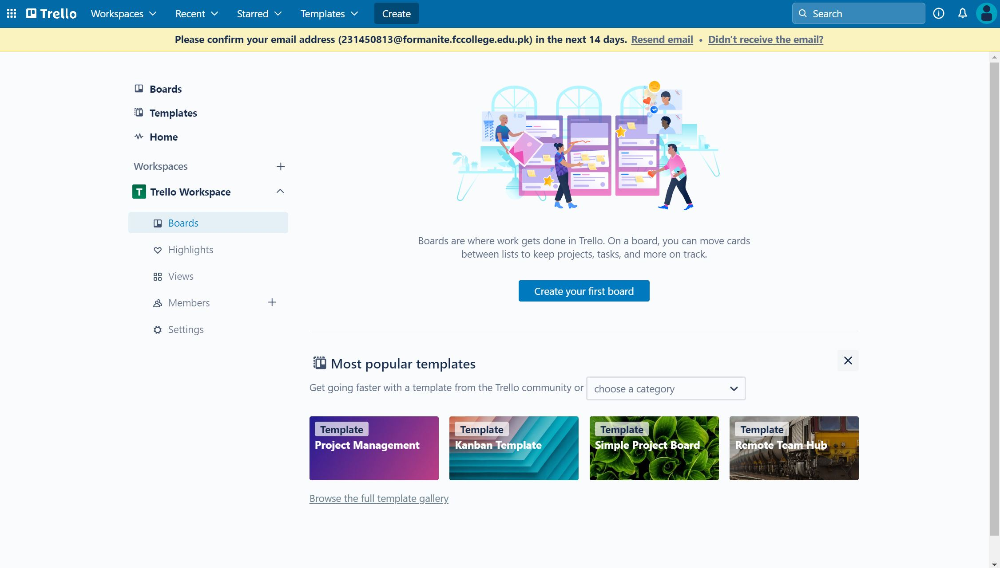 Trello
Workspaces
Recent
Starred
Templates
Create
Search
Please confirm your email address (231450813@formanite.fccollege.edu.pk) in the next 14 days. Resend email • Didn't receive the email?
Boards
Templates
Home
Workspaces
T Trello Workspace
Boards
Highlights
Views
Members
Settings
Boards are where work gets done in Trello. On a board, you can move cards
between lists to keep projects, tasks, and more on track.
Create your first board
Most popular templates
Get going faster with a template from the Trello community or choose a category
Template
Project Management
Template
Kanban Template
Template
Simple Project Board
Template
Remote Team Hub
Browse the full template gallery